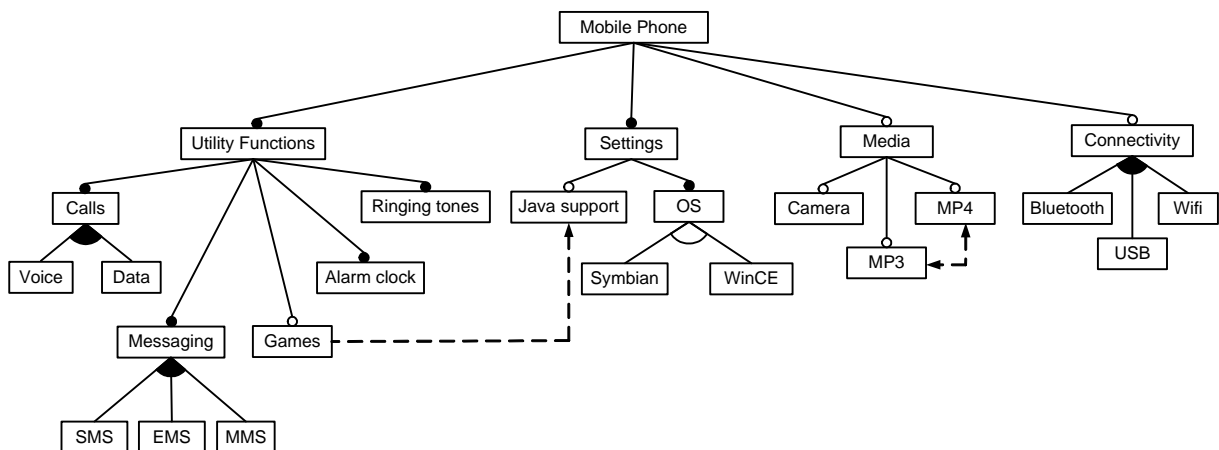 Mobile Phone
Utility Functions
Settings
Media
Connectivity
Calls
Ringing tones
Java support
OS
Camera
MP4
Bluetooth
Wifi
Voice
Data
Alarm clock
Symbian
WinCE
MP3
USB
Messaging
Games
SMS
EMS
MMS